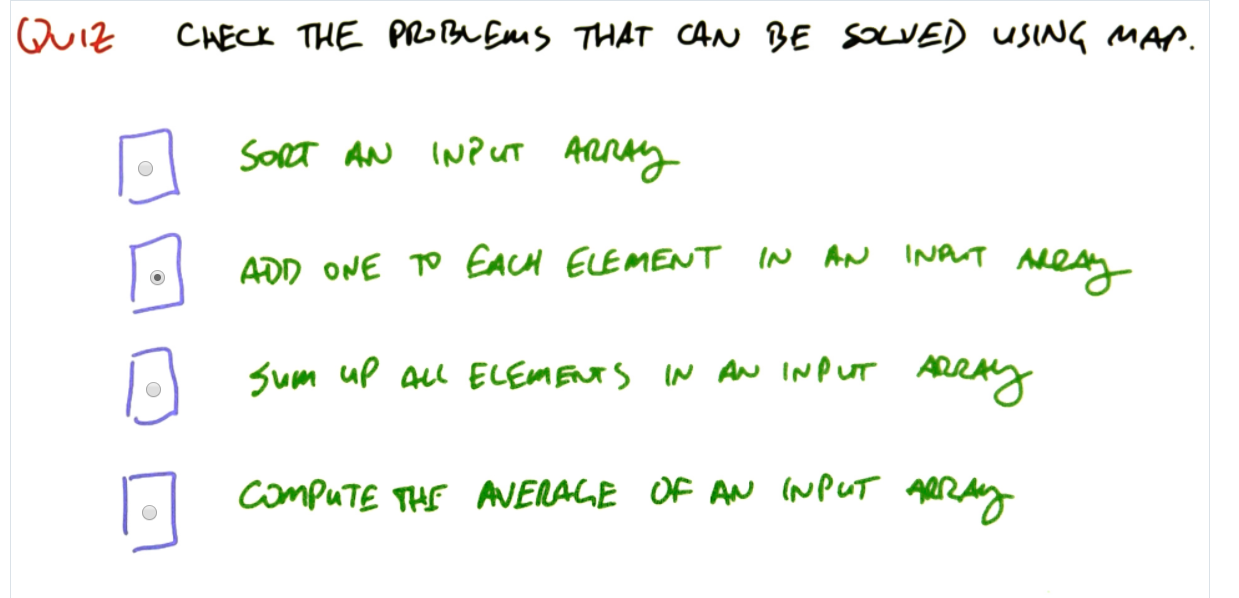 QUIZ CHECK THE PROBLEMS THAT CAN BE SOLVED USING MAP.
SORT AN INPUT ARRAY
ADD ONE TO EACH ELEMENT IN AN INPUT ARRAY
SUM UP ALL ELEMENTS IN AN INPUT ARRAY
COMPUTE THE AVERAGE OF AN INPUT ARRAY